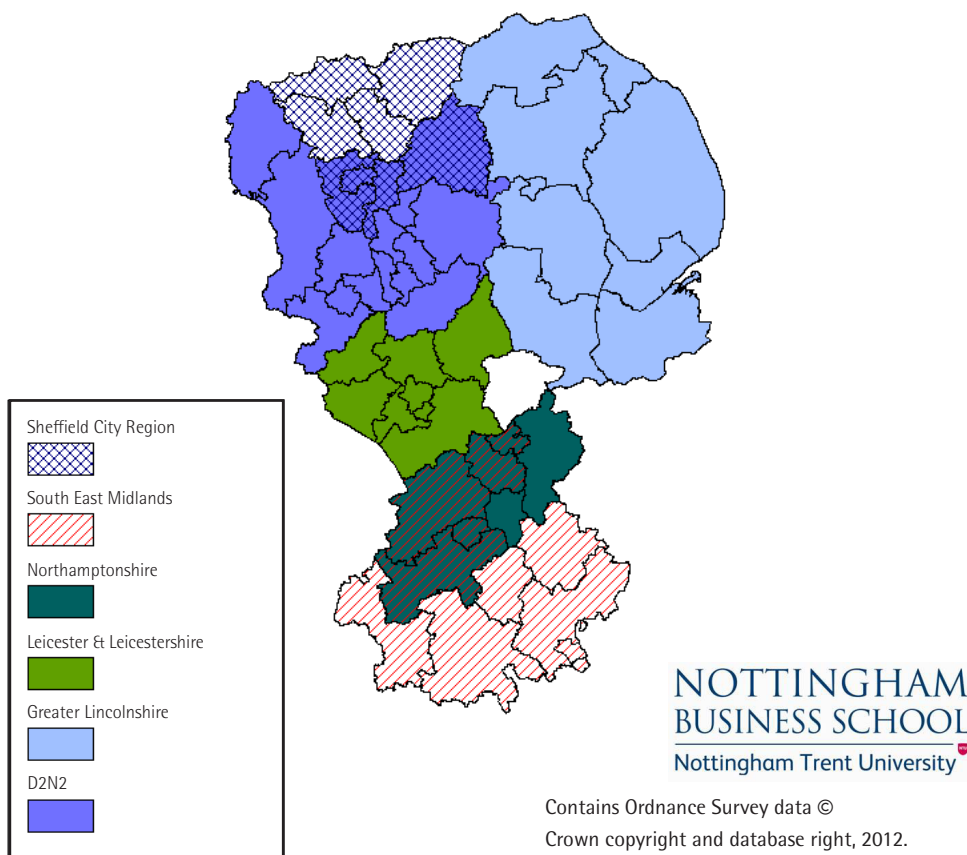 Sheffield City Region
South East Midlands
Northamptonshire
Leicester & Leicestershire
Greater Lincolnshire
D2N2
NOTTINGHAM
BUSINESS SCHOOL
Nottingham Trent University
Contains Ordnance Survey data ©
Crown copyright and database right, 2012.